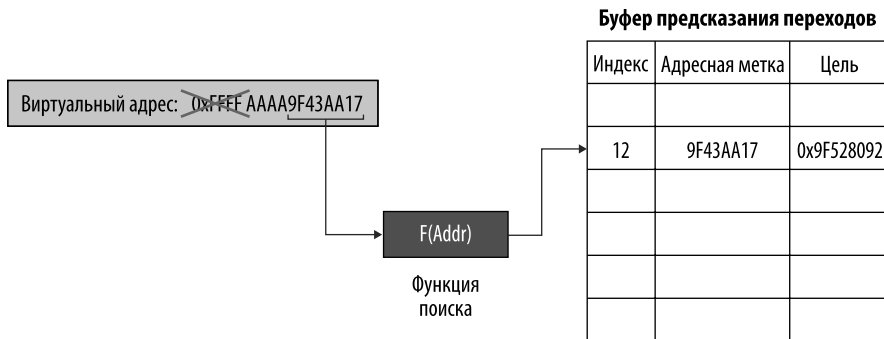 Буфер предсказания переходов
Индекс Адресная метка Цель
Виртуальный адрес: 0xFFFF AAAA9F43AA17
12 9F43AA17 0x9F528092
F(Addr)
Функция
поиска